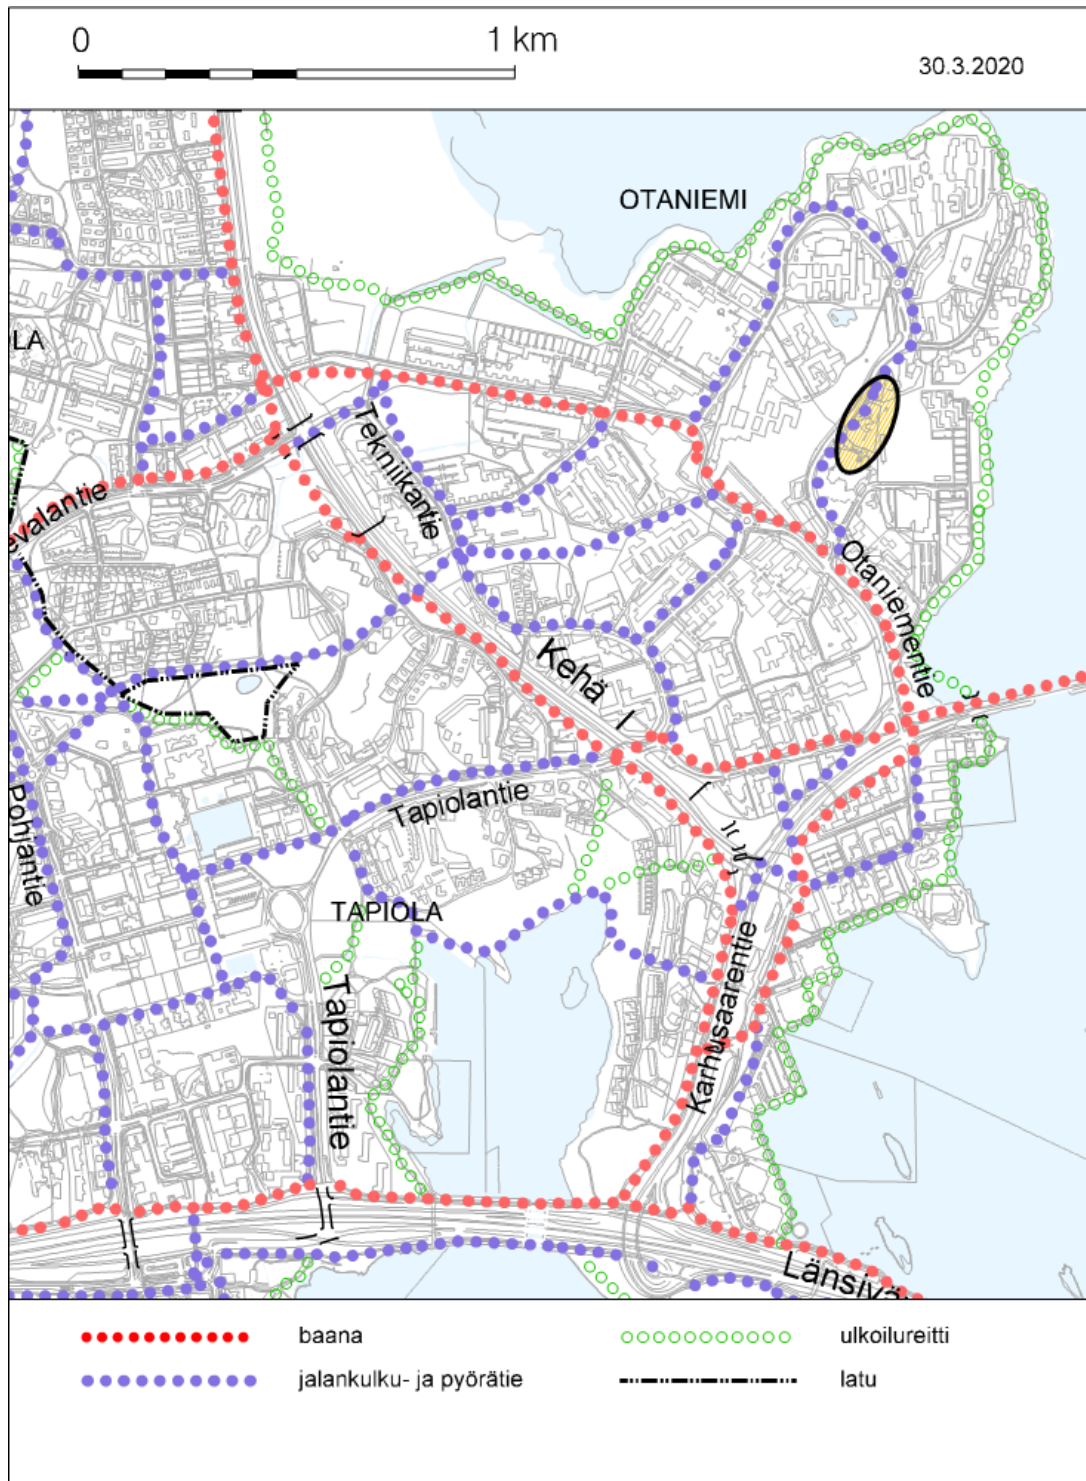 0 1 km
30.3.2020
OTANIEMI
LA
Tekniikantie
evalantie
Otaniementie
Kehä I
Tapiolantie
Pohjantie
TAPIOLA
Karhusaarentie
Tapiolantie
Länsivä
baana
ulkoilureitti
jalankulku- ja pyörätie
latu